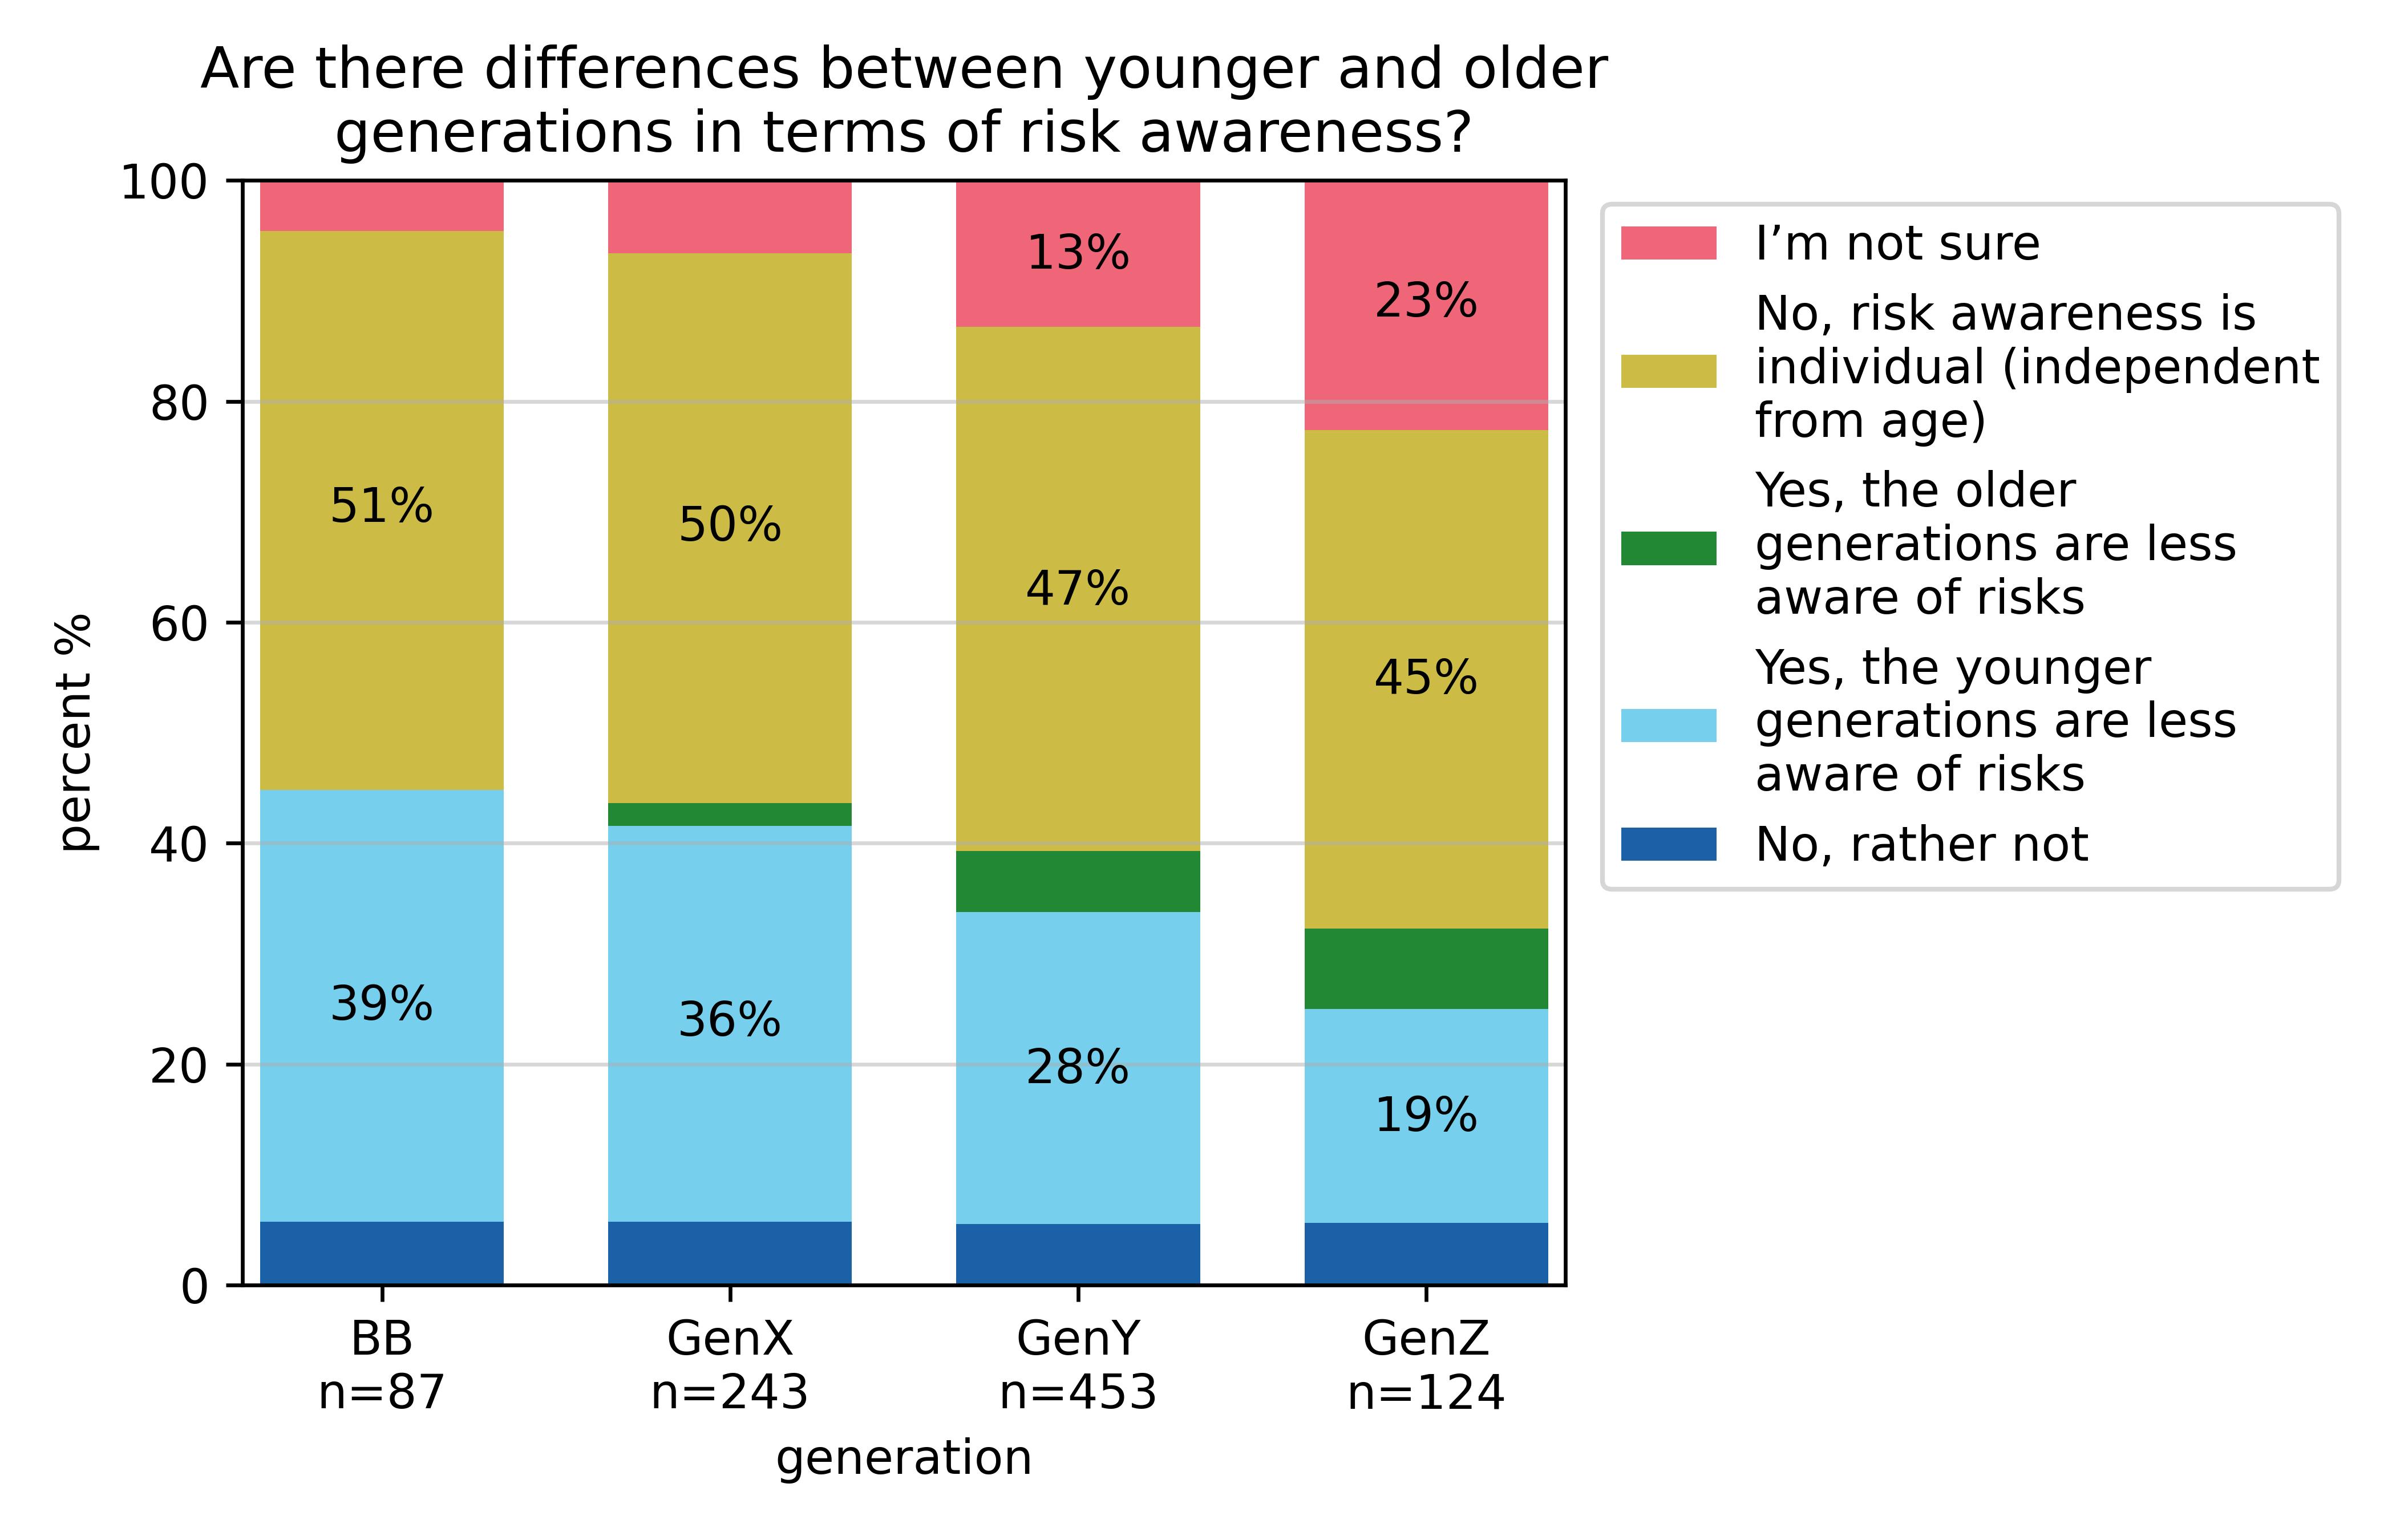 Are there differences between younger and older
generations in terms of risk awareness?
percent %
100
80
60
40
20
0
51%
39%
50%
36%
13%
47%
28%
23%
45%
19%
BB
n=87
GenX
n=243
GenY
n=453
GenZ
n=124
generation
I’m not sure
No, risk awareness is
individual (independent
from age)
Yes, the older
generations are less
aware of risks
Yes, the younger
generations are less
aware of risks
No, rather not